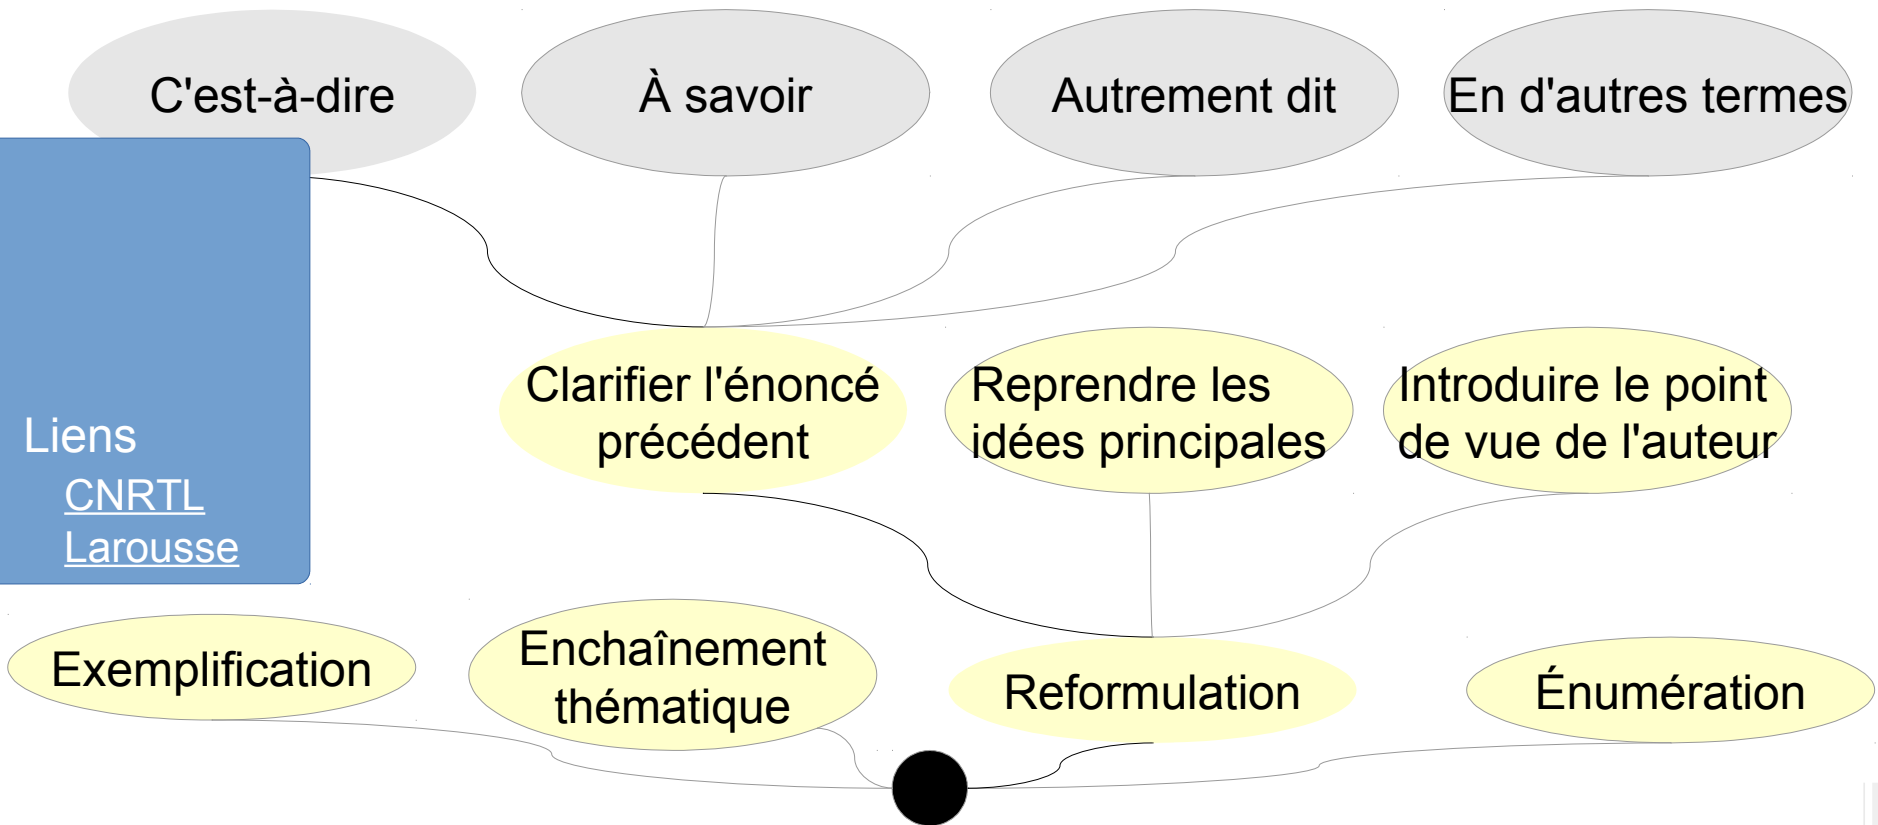 C'est-à-dire
À savoir
Autrement dit
En d'autres termes
Clarifier l'énoncé
précédent
Reprendre les
idées principales
Introduire le point
de vue de l'auteur
Liens
CNRTL
Larousse
Exemplification
Enchaînement
thématique
Reformulation
Énumération